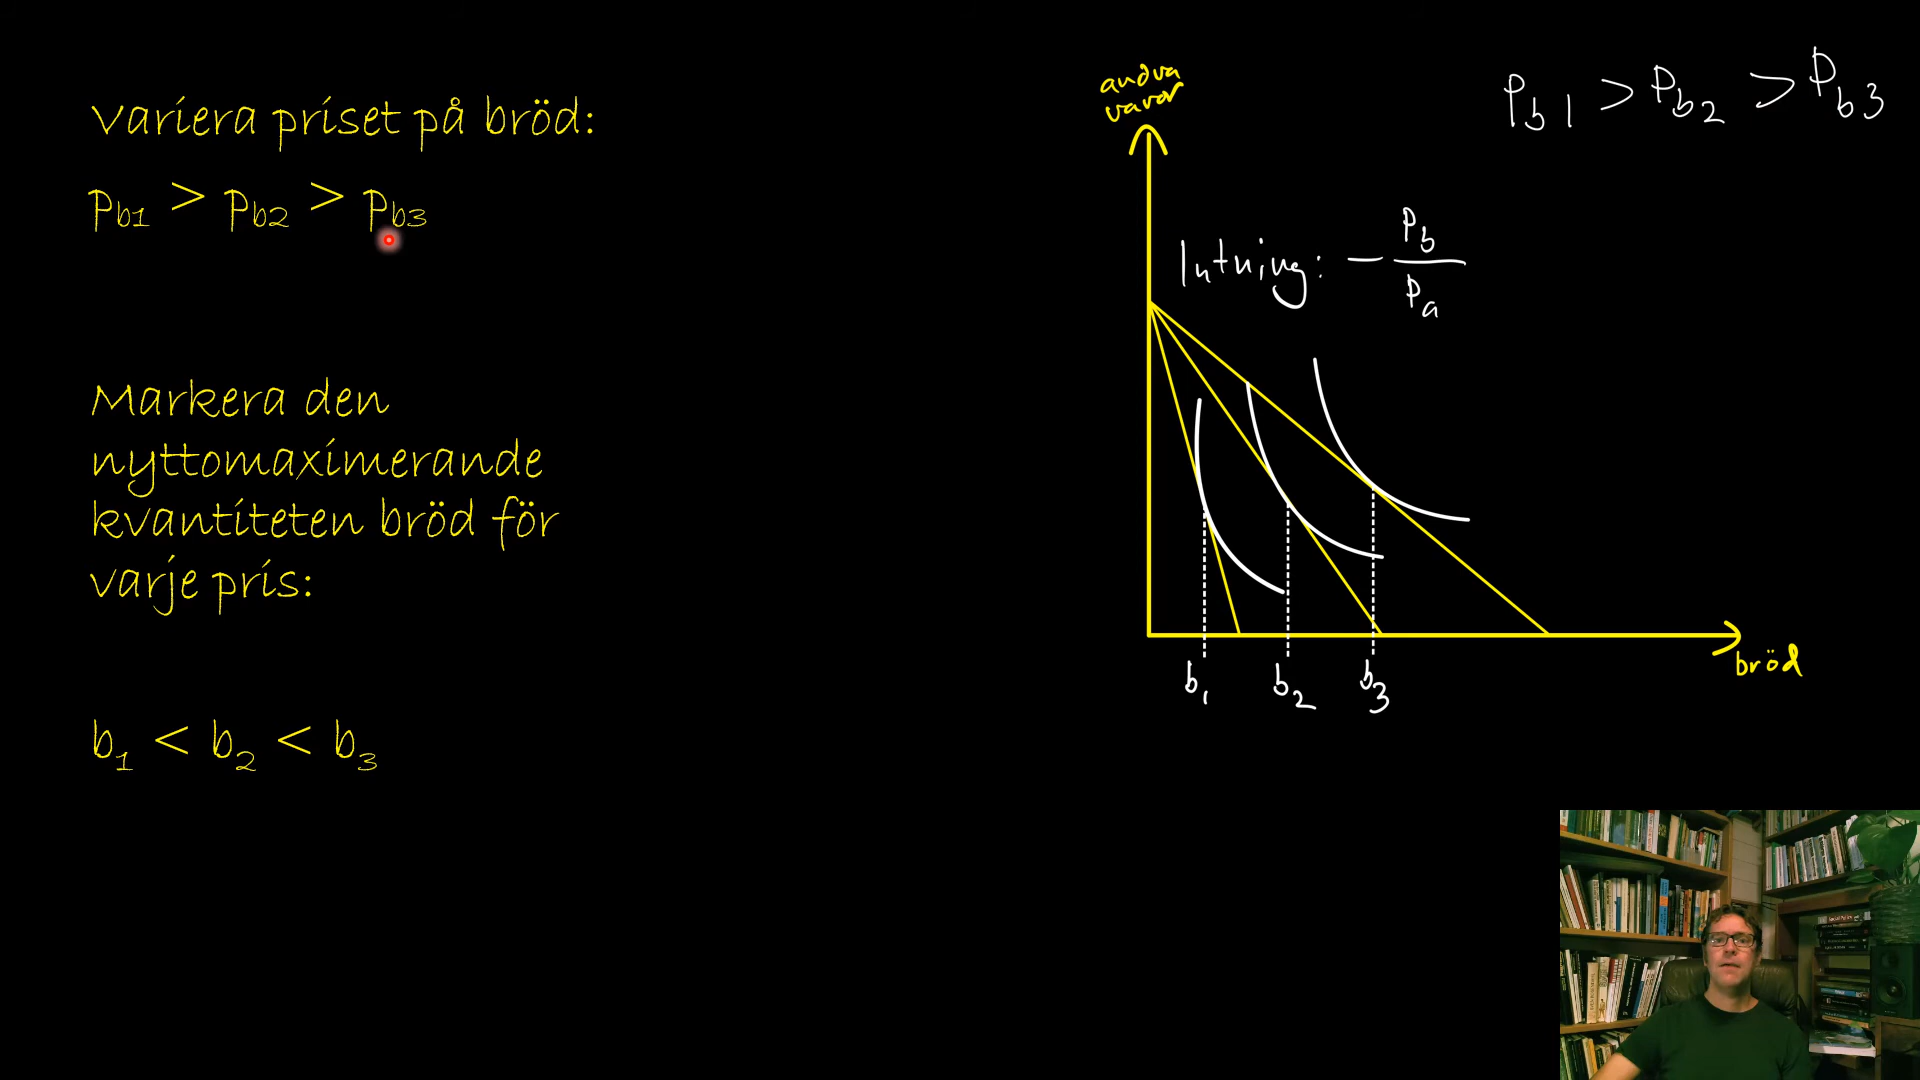 Variera priset på bröd:
pb1 > pb2 > pb3
Markera den
nyttomaximerande
kvantiteten bröd för
varje pris:
b1 < b2 < b3
andra
varor
Pb1 > Pb2 > Pb3
lutning: - Pb
Pa
b1 b2 b3
bröd